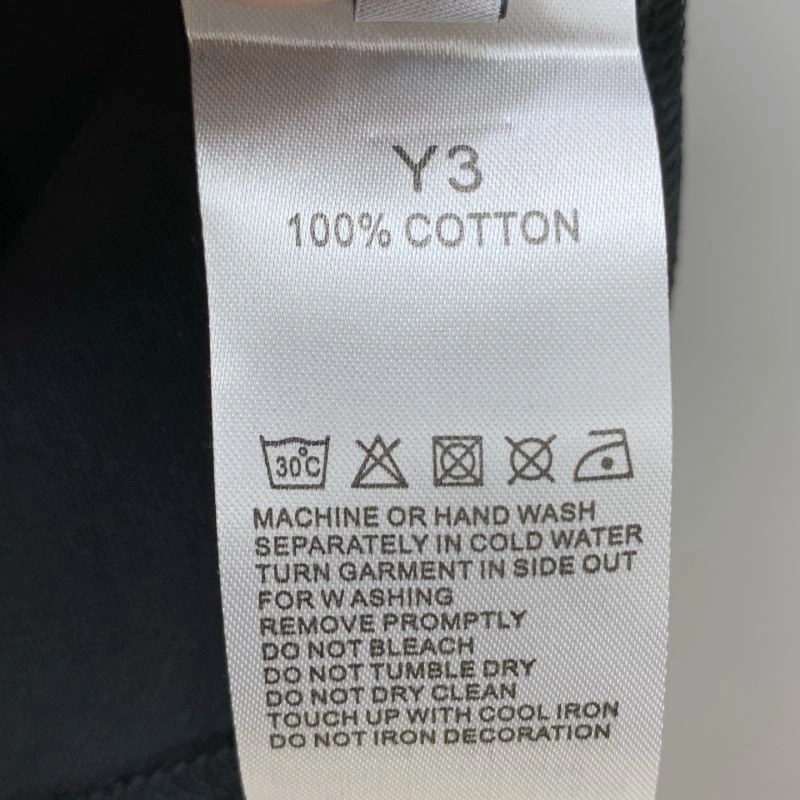 Y3
100% COTTON
30°C
MACHINE OR HAND WASH
SEPARATELY IN COLD WATER
TURN GARMENT IN SIDE OUT
FOR WASHING
REMOVE PROMPTLY
DO NOT BLEACH
DO NOT TUMBLE DRY
DO NOT DRY CLEAN
TOUCH UP WITH COOL IRON
DO NOT IRON DECORATION